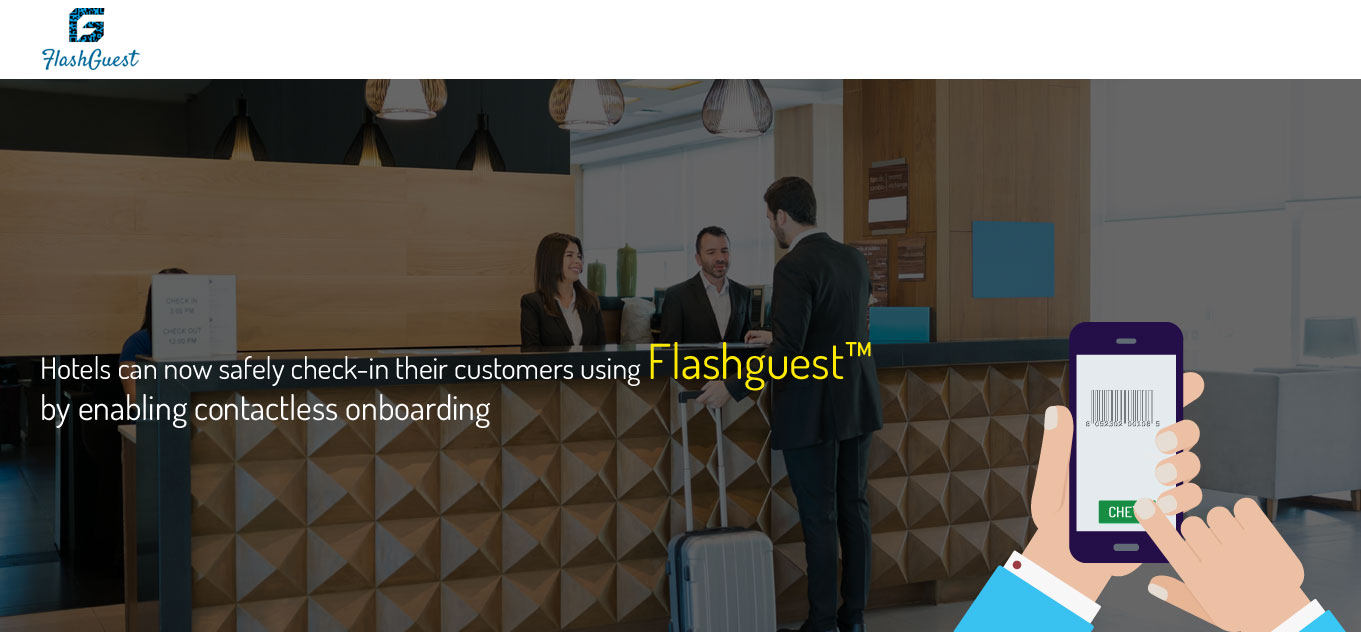 FlashGuest
CHECK IN
3:00 PM
CHECK OUT
12:00 PM
Hotels can now safely check-in their customers using Flashguest™
by enabling contactless onboarding
CHE